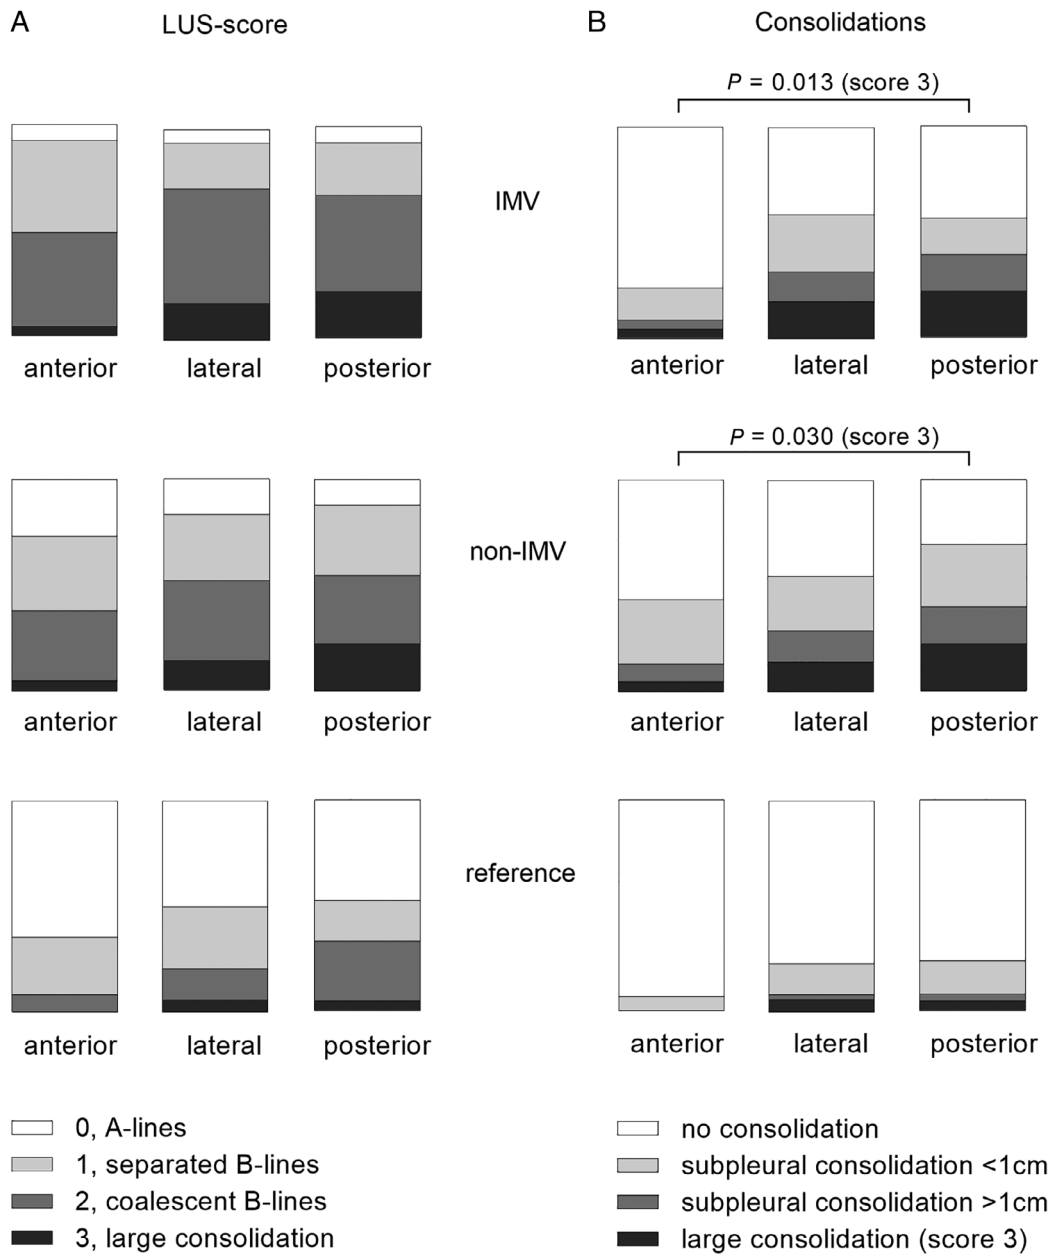 A LUS-score B Consolidations
P = 0.013 (score 3)
IMV
anterior lateral posterior anterior lateral posterior
P = 0.030 (score 3)
non-IMV
anterior lateral posterior anterior lateral posterior
reference
anterior lateral posterior anterior lateral posterior
0, A-lines
1, separated B-lines
2, coalescent B-lines
3, large consolidation
no consolidation
subpleural consolidation <1cm
subpleural consolidation >1cm
large consolidation (score 3)